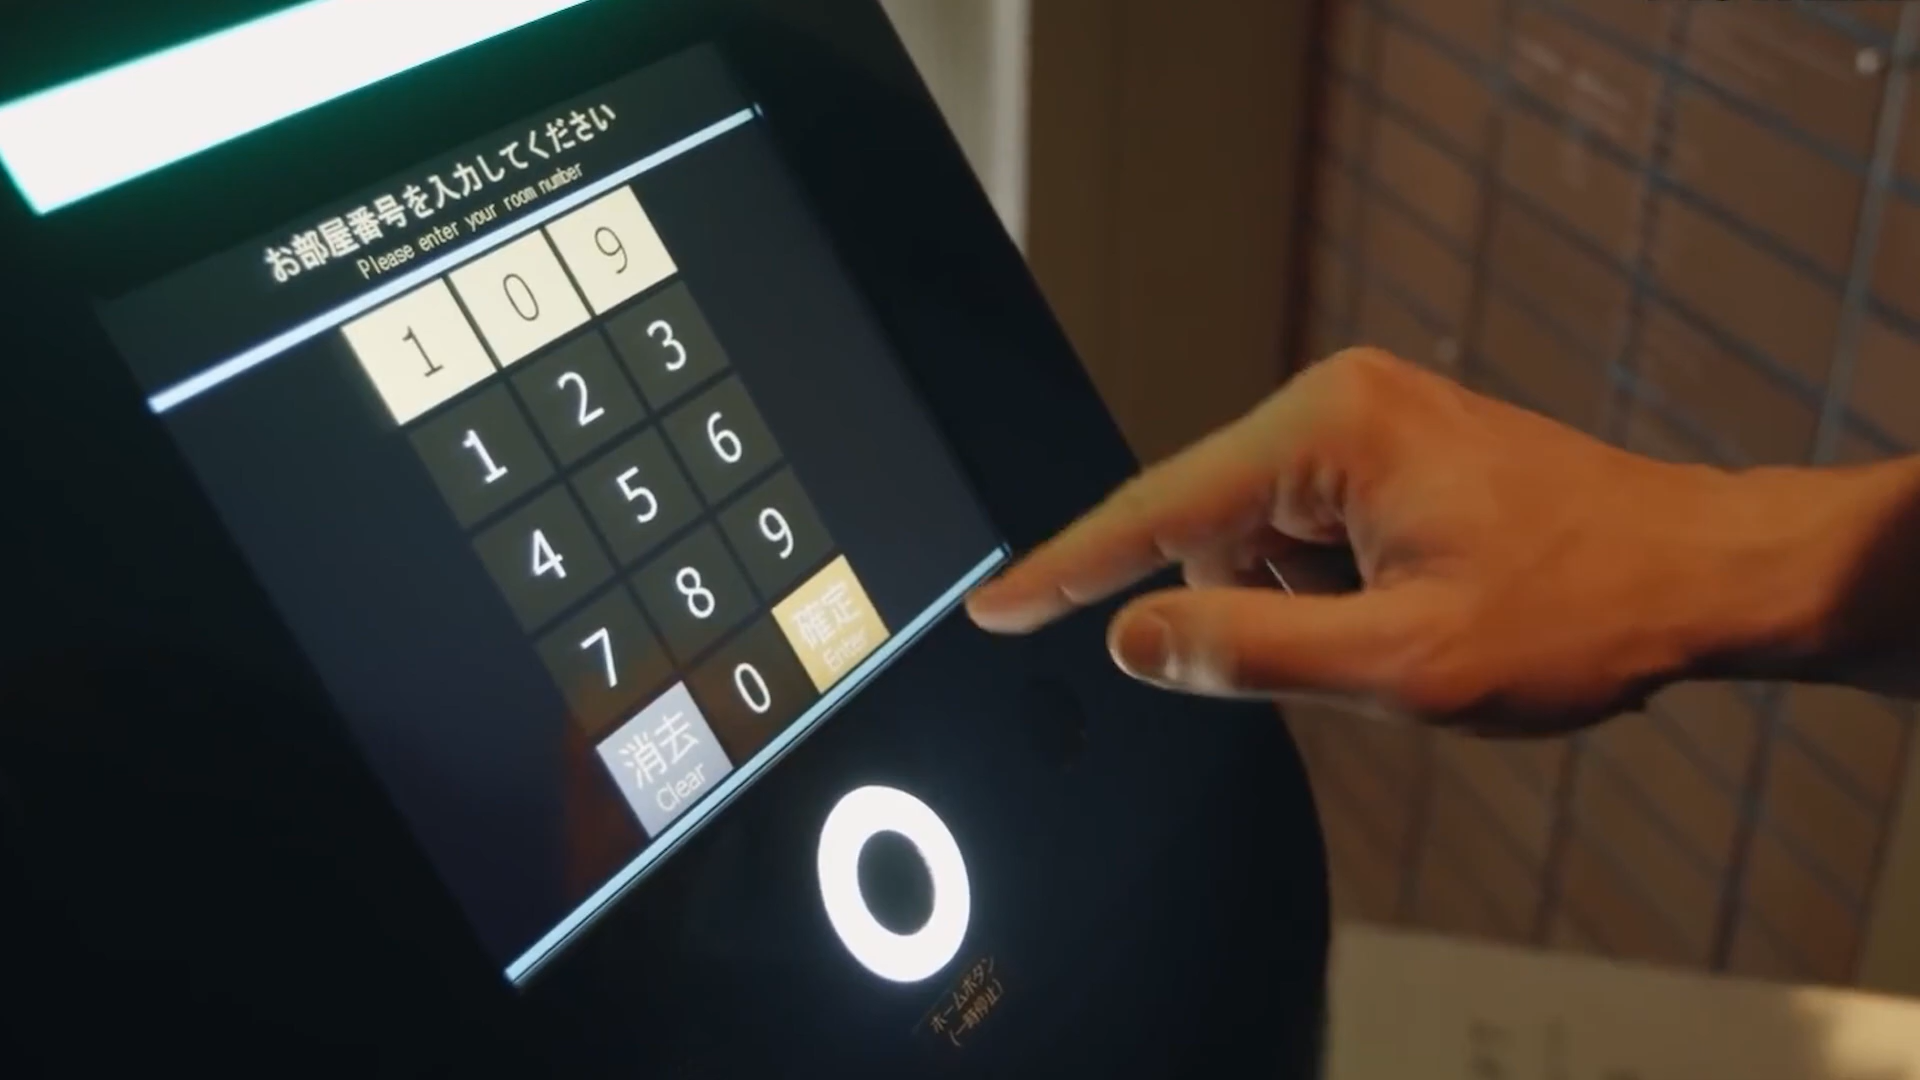 お部屋番号を入力してください
Please enter your room number
1 0 9
1 2 3
4 5 6
7 8 9
消去 0 確定
Clear Enter
ホームボタン
(一時停止)